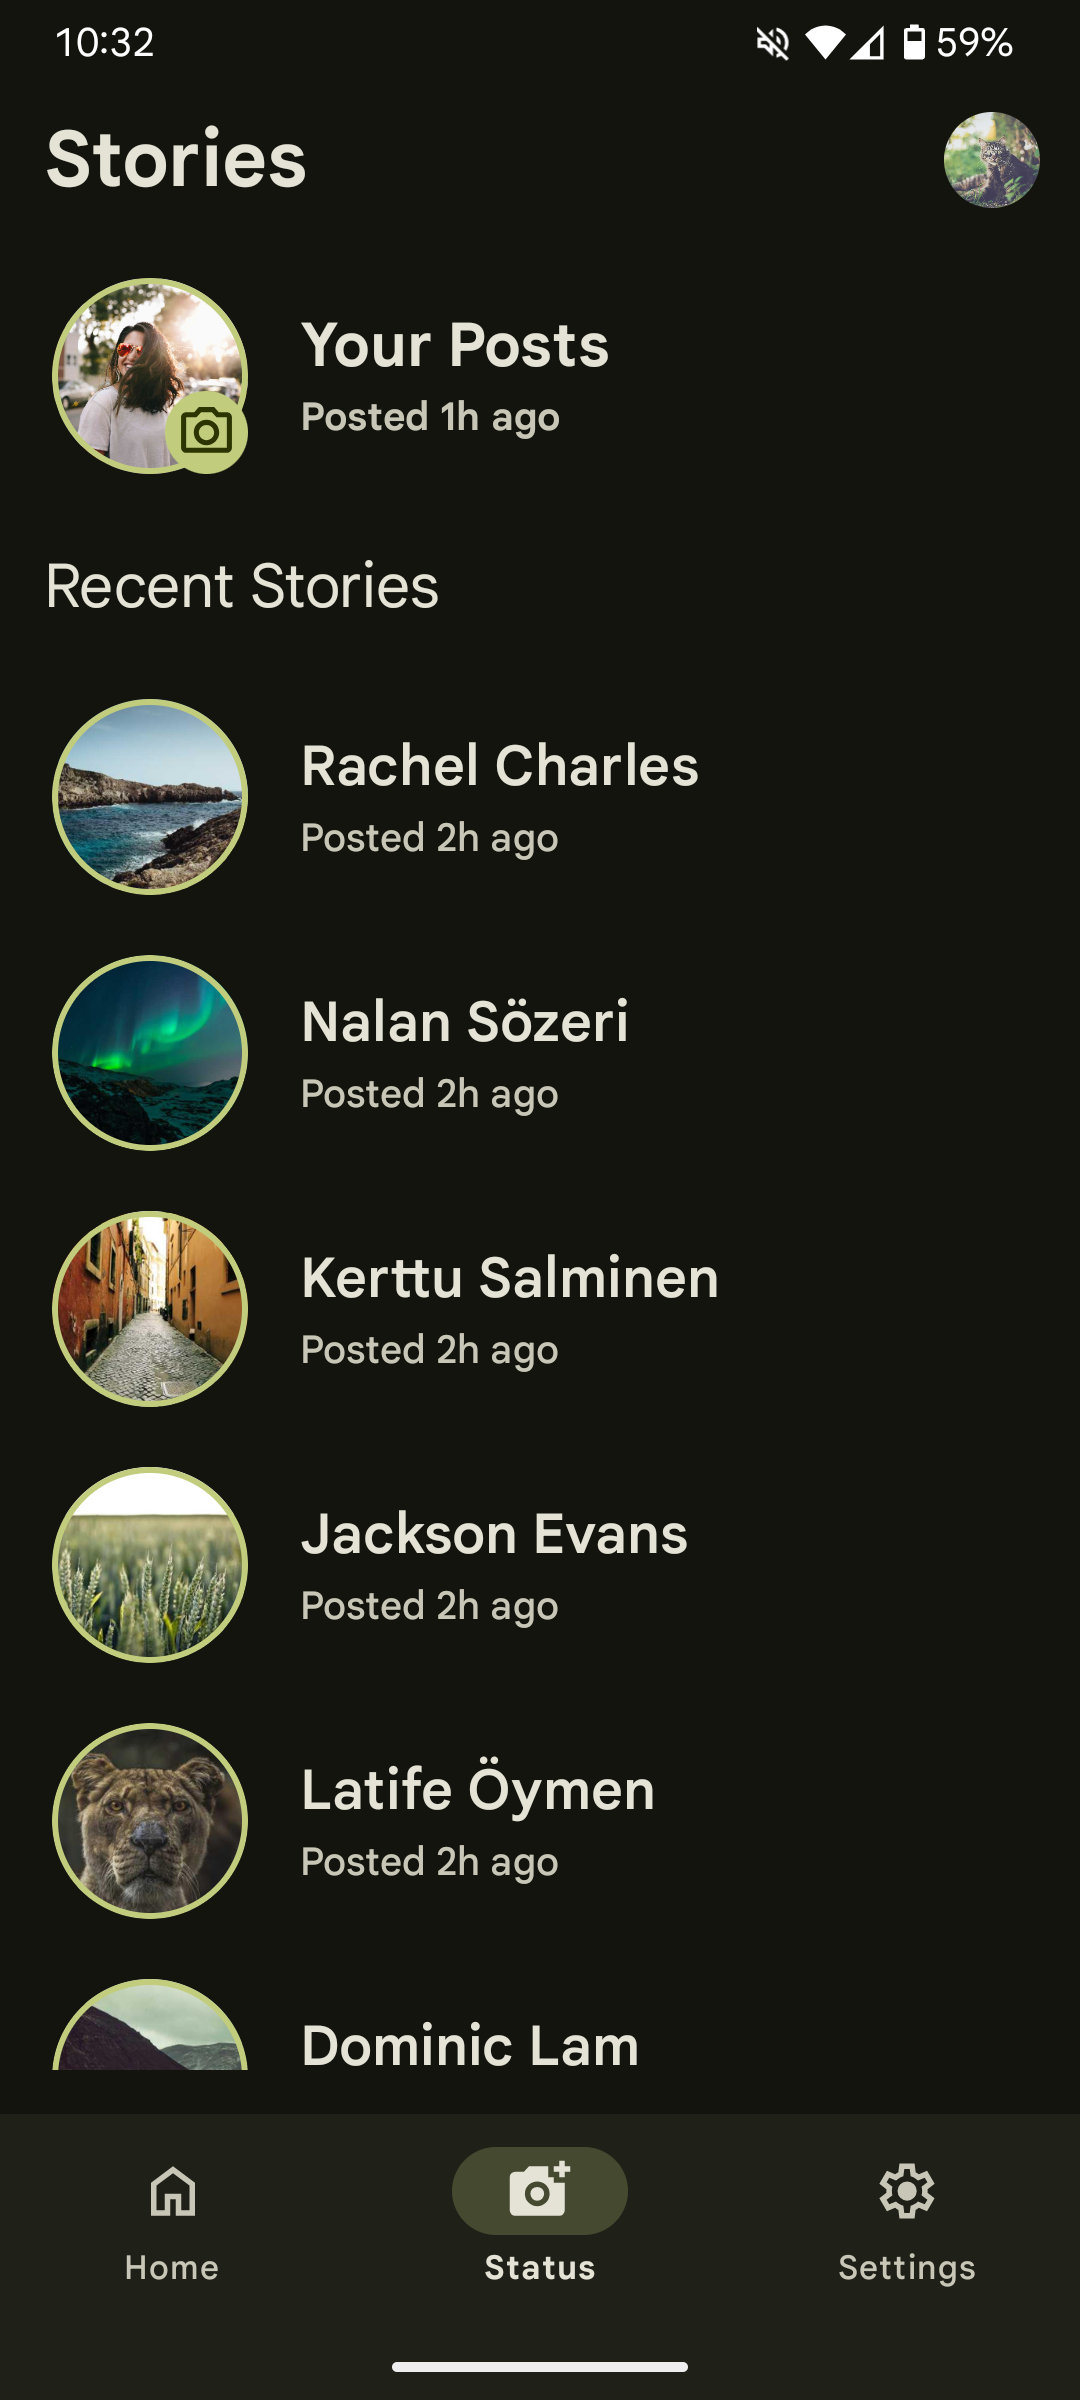 10:32
59%
Stories
Your Posts
Posted 1h ago
Recent Stories
Rachel Charles
Posted 2h ago
Nalan Sözeri
Posted 2h ago
Kerttu Salminen
Posted 2h ago
Jackson Evans
Posted 2h ago
Latife Öymen
Posted 2h ago
Dominic Lam
Home
Status
Settings